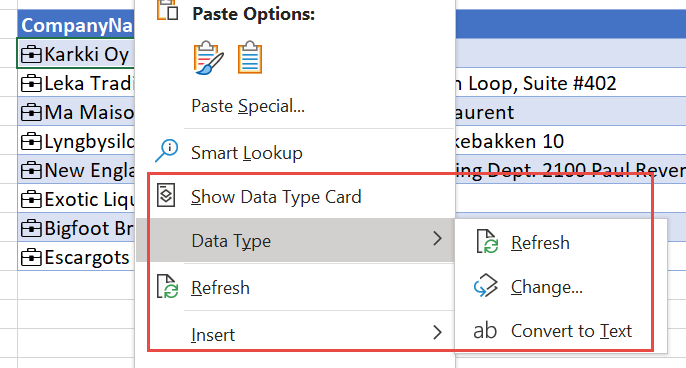 Paste Options:
CompanyNa
Karkki Oy
Leka Tradi
n Loop, Suite #402
Paste Special...
Ma Maiso
aurent
Lyngbysild
kebakken 10
Smart Lookup
New Engla
ing Dept. 2100 Paul Rever
Exotic Liqu
Show Data Type Card
Bigfoot Br
Data Type
Refresh
Escargots
Refresh
Change...
Insert
ab Convert to Text